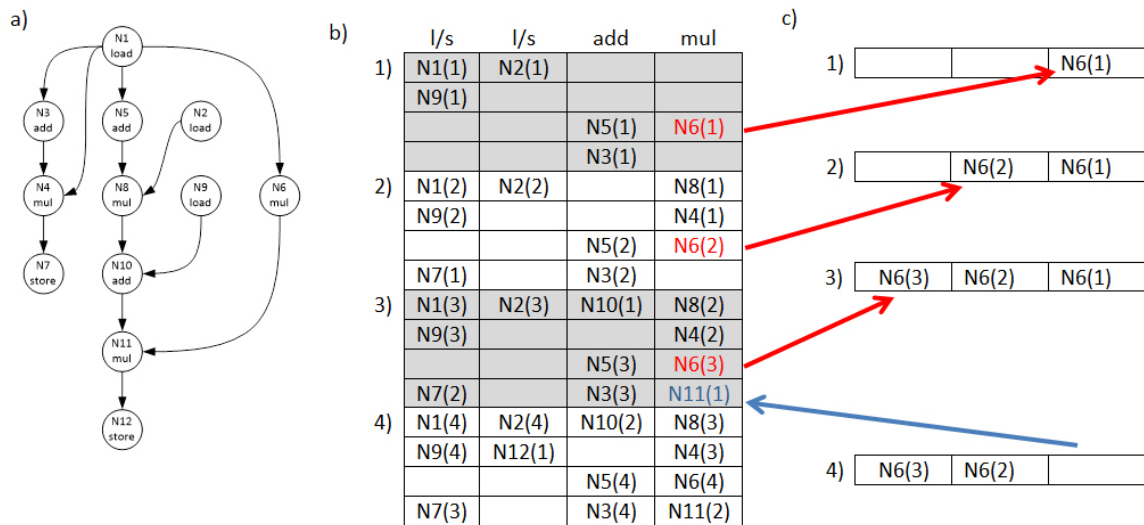 a)
N1
load
N3
add
N5
add
N2
load
N4
mul
N8
mul
N9
load
N6
mul
N7
store
N10
add
N11
mul
N12
store
b)
l/s l/s add mul
1) N1(1) N2(1)
N9(1)
N5(1) N6(1)
N3(1)
2) N1(2) N2(2) N8(1)
N9(2) N4(1)
N5(2) N6(2)
N7(1) N3(2)
3) N1(3) N2(3) N10(1) N8(2)
N9(3) N4(2)
N5(3) N6(3)
N7(2) N3(3) N11(1)
4) N1(4) N2(4) N10(2) N8(3)
N9(4) N12(1) N4(3)
N5(4) N6(4)
N7(3) N3(4) N11(2)
c)
1) N6(1)
2) N6(2) N6(1)
3) N6(3) N6(2) N6(1)
4) N6(3) N6(2)